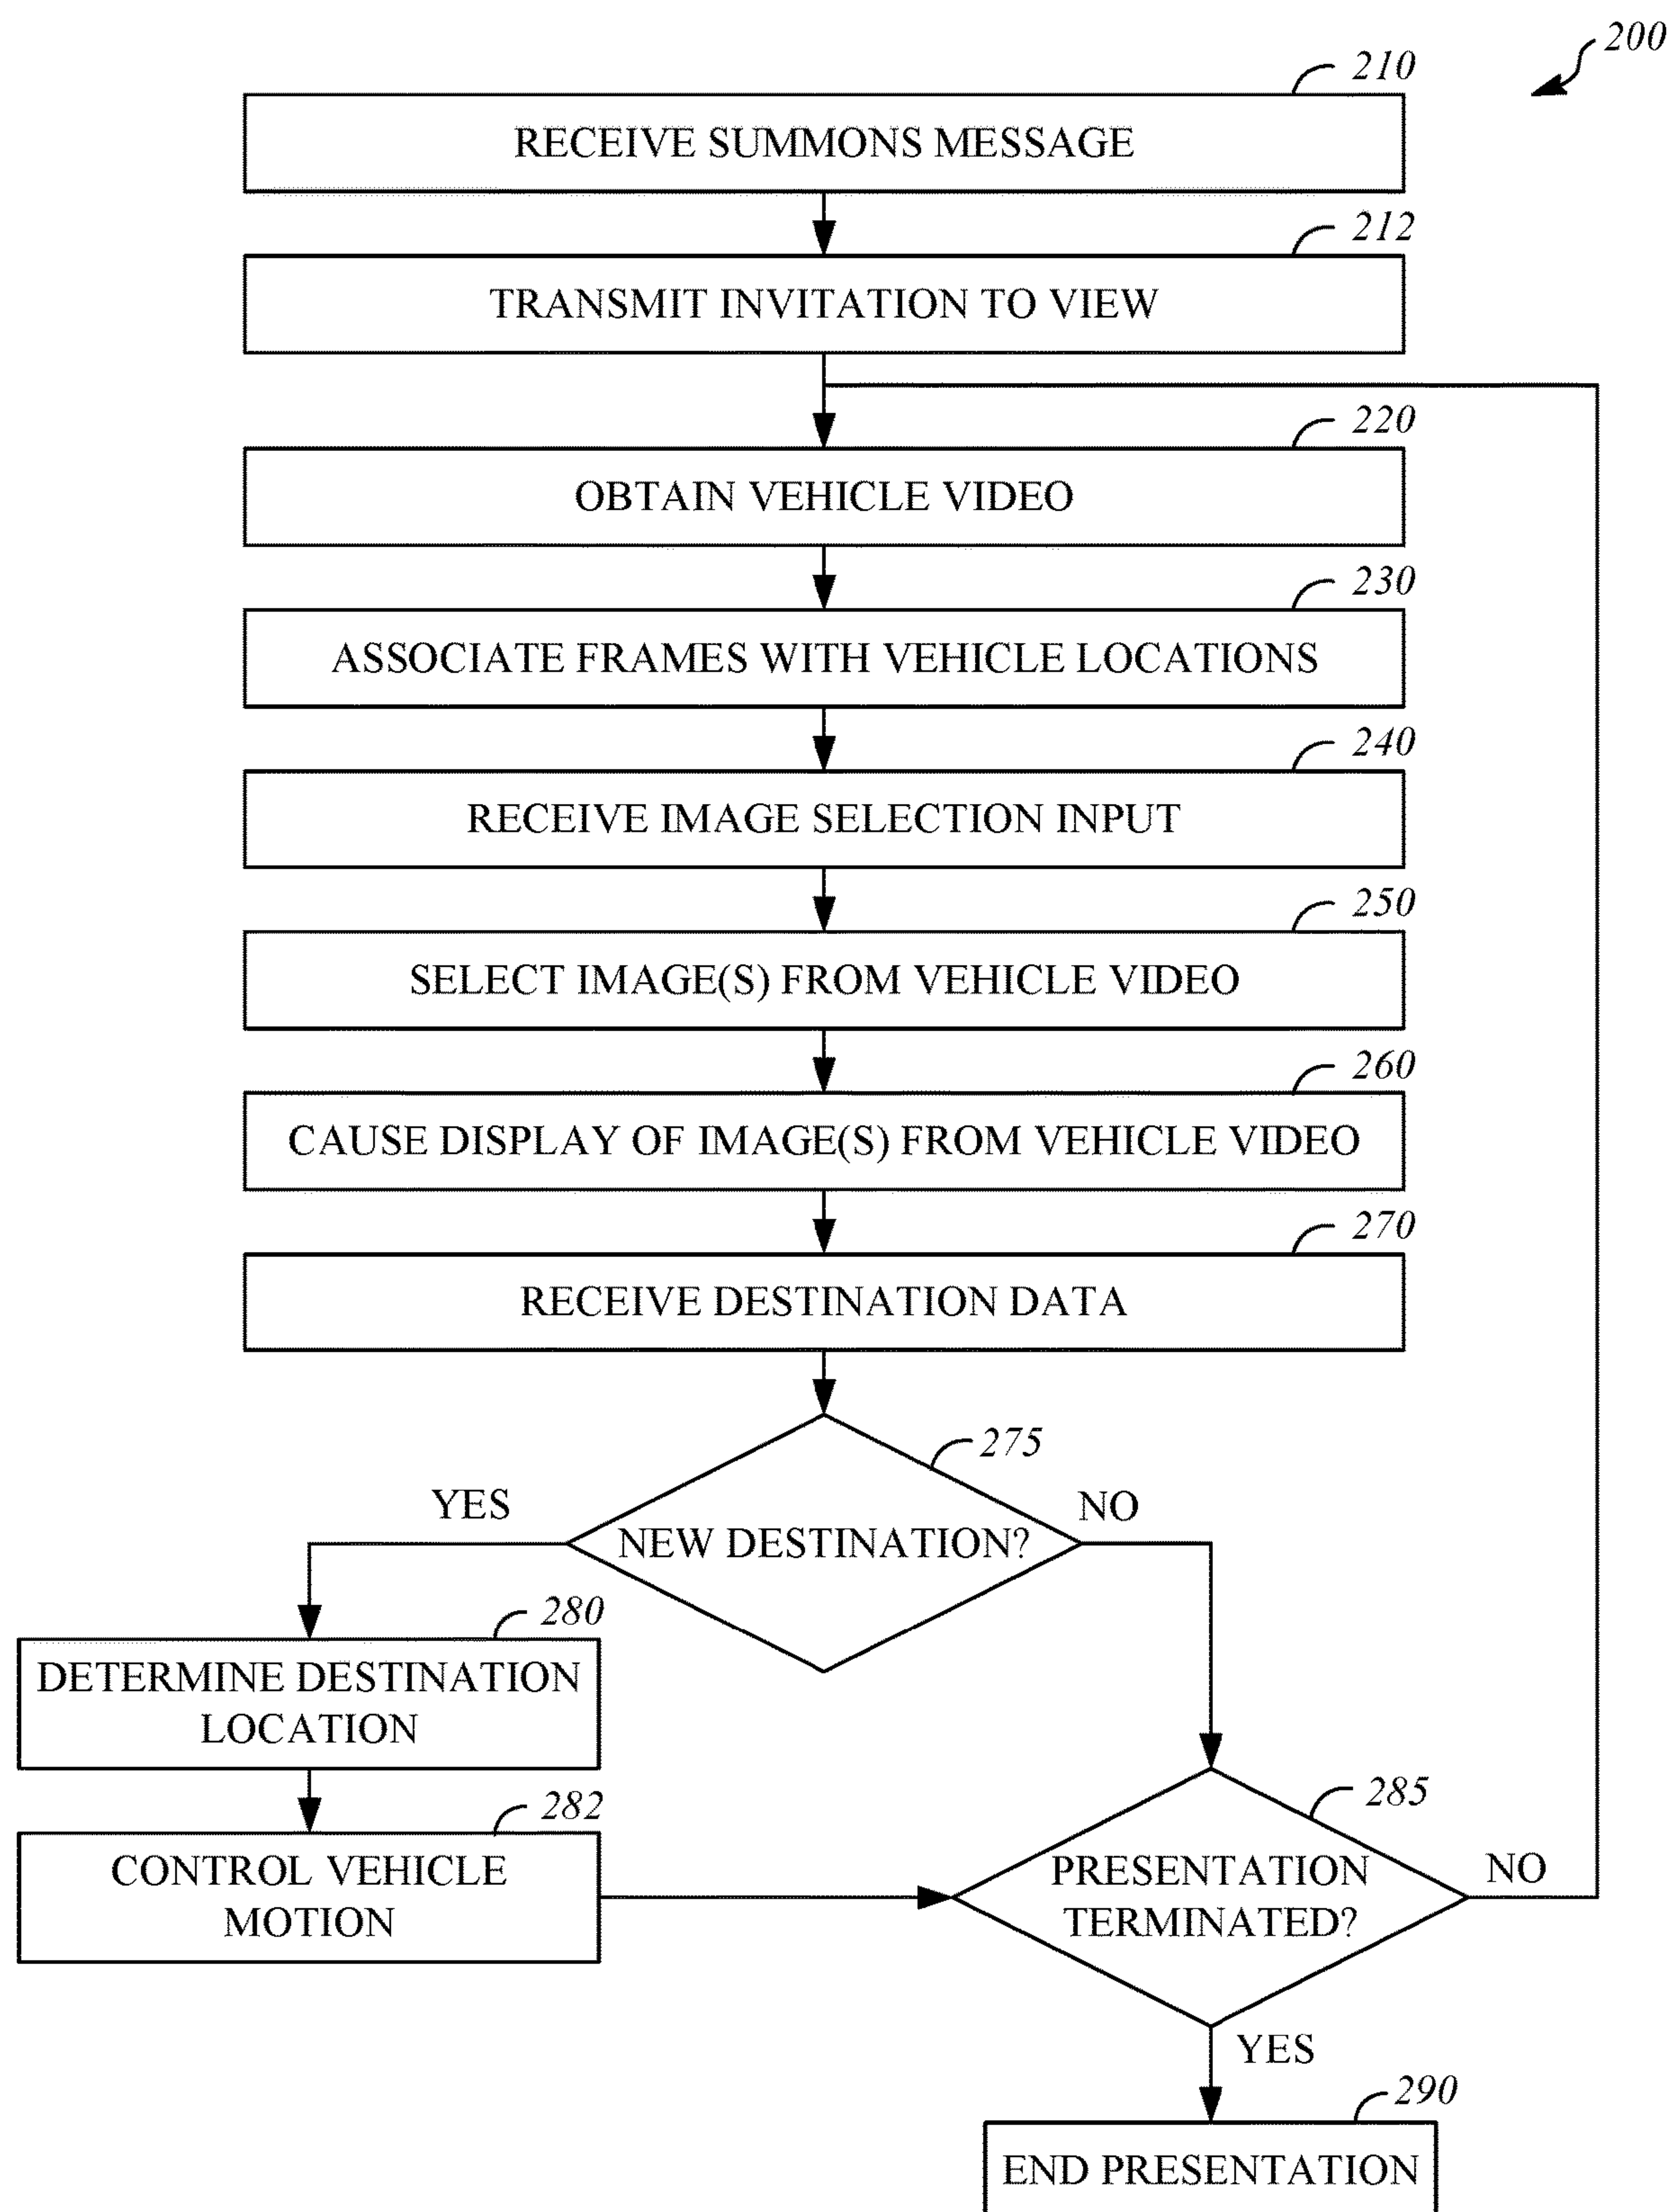 200
210
RECEIVE SUMMONS MESSAGE
212
TRANSMIT INVITATION TO VIEW
220
OBTAIN VEHICLE VIDEO
230
ASSOCIATE FRAMES WITH VEHICLE LOCATIONS
240
RECEIVE IMAGE SELECTION INPUT
250
SELECT IMAGE(S) FROM VEHICLE VIDEO
260
CAUSE DISPLAY OF IMAGE(S) FROM VEHICLE VIDEO
270
RECEIVE DESTINATION DATA
275
YES
NO
NEW DESTINATION?
280
DETERMINE DESTINATION
LOCATION
282
CONTROL VEHICLE
MOTION
285
PRESENTATION
TERMINATED?
NO
YES
290
END PRESENTATION